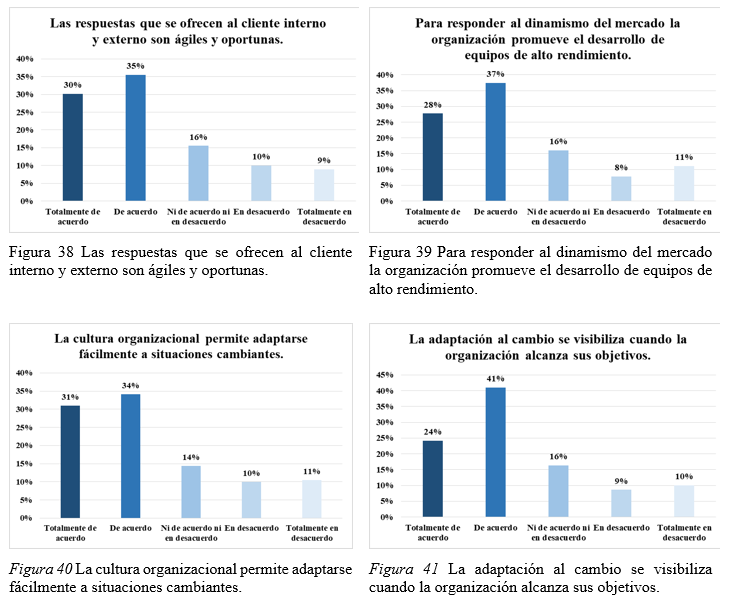 Las respuestas que se ofrecen al cliente interno
y externo son ágiles y oportunas.
40%
35%
30%
25%
20%
15%
10%
5%
0%
30%
35%
16%
10%
9%
Totalmente de
acuerdo
De acuerdo
Ni de acuerdo ni
en desacuerdo
En desacuerdo
Totalmente en
desacuerdo
Figura 38 Las respuestas que se ofrecen al cliente
interno y externo son ágiles y oportunas.
Para responder al dinamismo del mercado la
organización promueve el desarrollo de
equipos de alto rendimiento.
40%
35%
30%
25%
20%
15%
10%
5%
0%
28%
37%
16%
8%
11%
Totalmente de
acuerdo
De acuerdo
Ni de acuerdo ni
en desacuerdo
En desacuerdo
Totalmente en
desacuerdo
Figura 39 Para responder al dinamismo del mercado
la organización promueve el desarrollo de equipos de
alto rendimiento.
La cultura organizacional permite adaptarse
fácilmente a situaciones cambiantes.
40%
35%
30%
25%
20%
15%
10%
5%
0%
31%
34%
14%
10%
11%
Totalmente de
acuerdo
De acuerdo
Ni de acuerdo ni
en desacuerdo
En desacuerdo
Totalmente en
desacuerdo
Figura 40 La cultura organizacional permite adaptarse
fácilmente a situaciones cambiantes.
La adaptación al cambio se visibiliza cuando la
organización alcanza sus objetivos.
45%
40%
35%
30%
25%
20%
15%
10%
5%
0%
24%
41%
16%
9%
10%
Totalmente de
acuerdo
De acuerdo
Ni de acuerdo ni
en desacuerdo
En desacuerdo
Totalmente en
desacuerdo
Figura 41 La adaptación al cambio se visibiliza
cuando la organización alcanza sus objetivos.